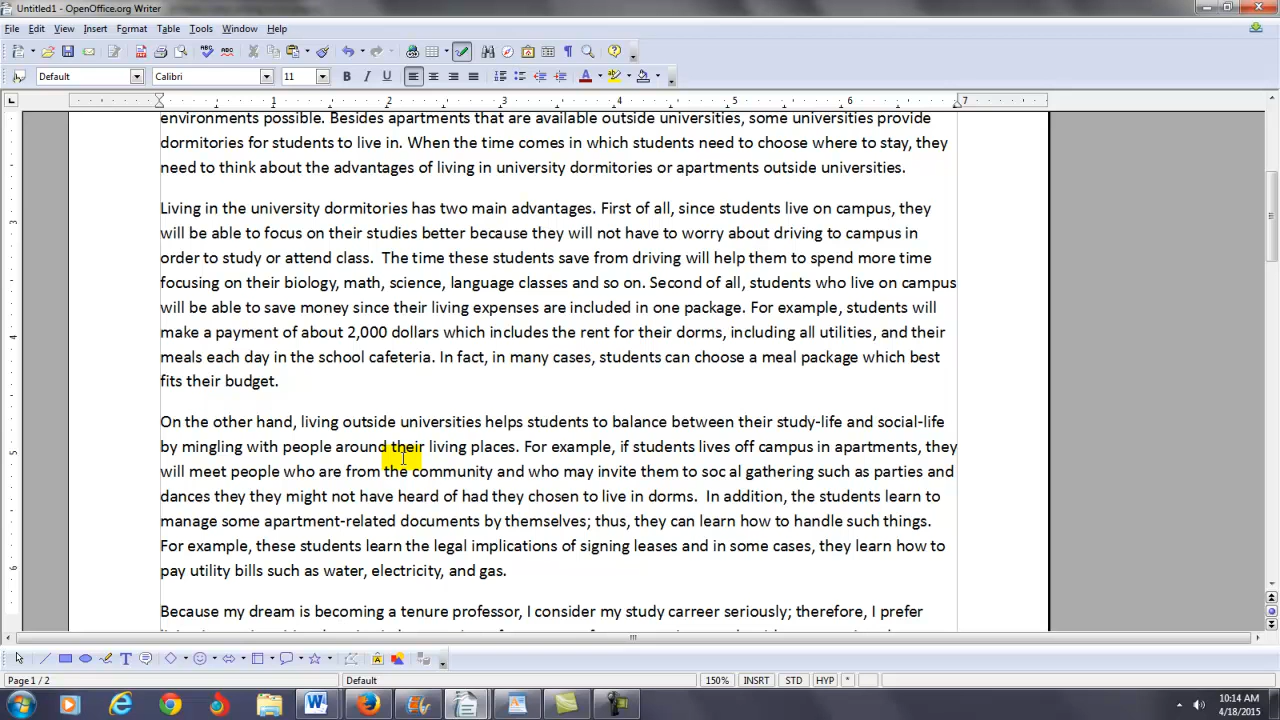 Untitled1 - OpenOffice.org Writer
File Edit View Insert Format Table Tools Window Help
Default Calibri 11 B I U
1 2 3 4 5 6 7
environments possible. Besides apartments that are available outside universities, some universities provide
dormitories for students to live in. When the time comes in which students need to choose where to stay, they
need to think about the advantages of living in university dormitories or apartments outside universities.
Living in the university dormitories has two main advantages. First of all, since students live on campus, they
will be able to focus on their studies better because they will not have to worry about driving to campus in
order to study or attend class.  The time these students save from driving will help them to spend more time
focusing on their biology, math, science, language classes and so on. Second of all, students who live on campus
will be able to save money since their living expenses are included in one package. For example, students will
make a payment of about 2,000 dollars which includes the rent for their dorms, including all utilities, and their
meals each day in the school cafeteria. In fact, in many cases, students can choose a meal package which best
fits their budget.
On the other hand, living outside universities helps students to balance between their study-life and social-life
by mingling with people around their living places. For example, if students lives off campus in apartments, they
will meet people who are from the community and who may invite them to soc al gathering such as parties and
dances they they might not have heard of had they chosen to live in dorms.  In addition, the students learn to
manage some apartment-related documents by themselves; thus, they can learn how to handle such things.
For example, these students learn the legal implications of signing leases and in some cases, they learn how to
pay utility bills such as water, electricity, and gas.
Because my dream is becoming a tenure professor, I consider my study carreer seriously; therefore, I prefer
Page 1 / 2 Default 150% INSRT STD HYP *
10:14 AM
4/18/2015